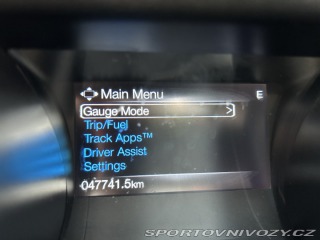 Main Menu E
Gauge Mode >
Trip/Fuel
Track Apps™
Driver Assist
Settings
047741.5km
SPORTOVNIVOZY.CZ